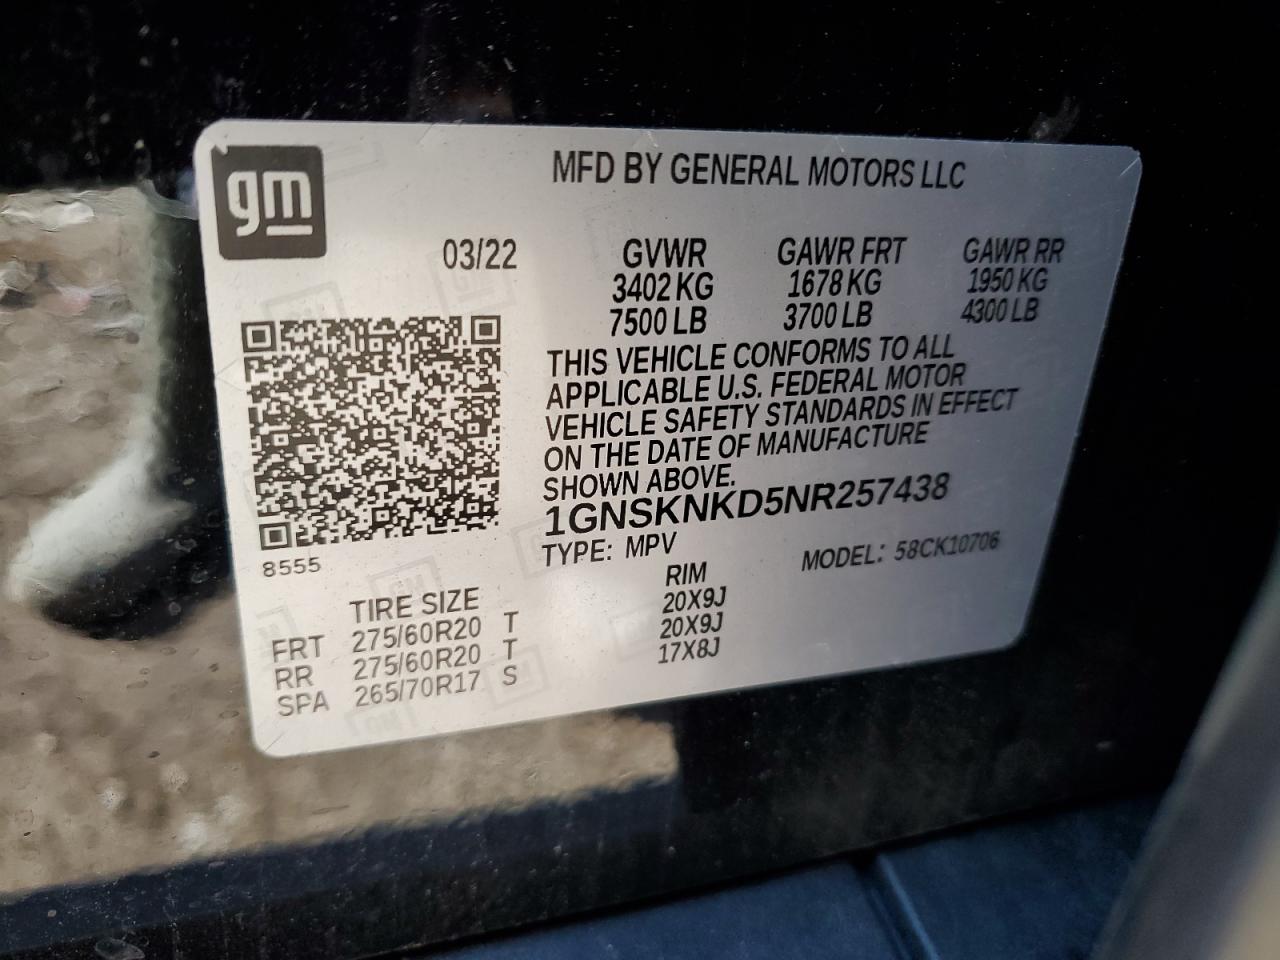 gm
MFD BY GENERAL MOTORS LLC
03/22 GVWR GAWR FRT GAWR RR
3402 KG 1678 KG 1950 KG
7500 LB 3700 LB 4300 LB
THIS VEHICLE CONFORMS TO ALL
APPLICABLE U.S. FEDERAL MOTOR
VEHICLE SAFETY STANDARDS IN EFFECT
ON THE DATE OF MANUFACTURE
SHOWN ABOVE.
1GNSKNKD5NR257438
8555
TYPE: MPV MODEL: 58CK10706
TIRE SIZE RIM
FRT 275/60R20 T 20X9J
RR 275/60R20 T 20X9J
SPA 265/70R17 S 17X8J